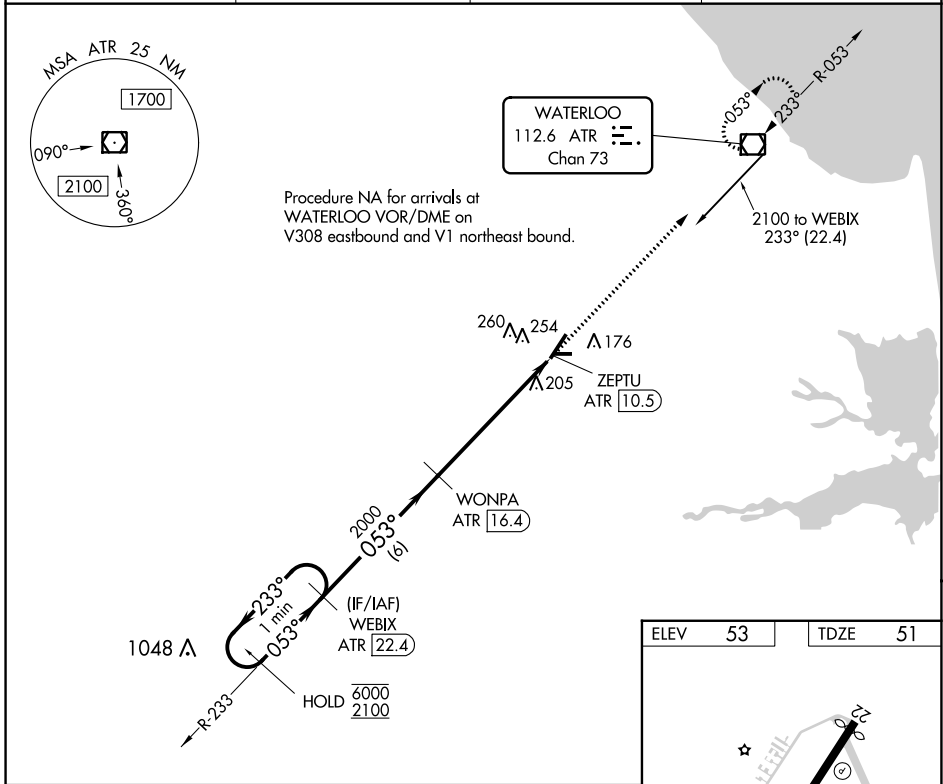 MSA ATR 25 NM
1700
090°
2100
360°
WATERLOO
112.6 ATR
Chan 73
053°
233°
R-053
2100 to WEBIX
233° (22.4)
Procedure NA for arrivals at
WATERLOO VOR/DME on
V308 eastbound and V1 northeast bound.
260
254
176
205
ZEPTU
ATR 10.5
WONPA
ATR 16.4
2000
053°
(6)
233°
1 min
053°
(IF/IAF)
WEBIX
ATR 22.4
1048
HOLD 6000
2100
R-233
ELEV 53
TDZE 51
22